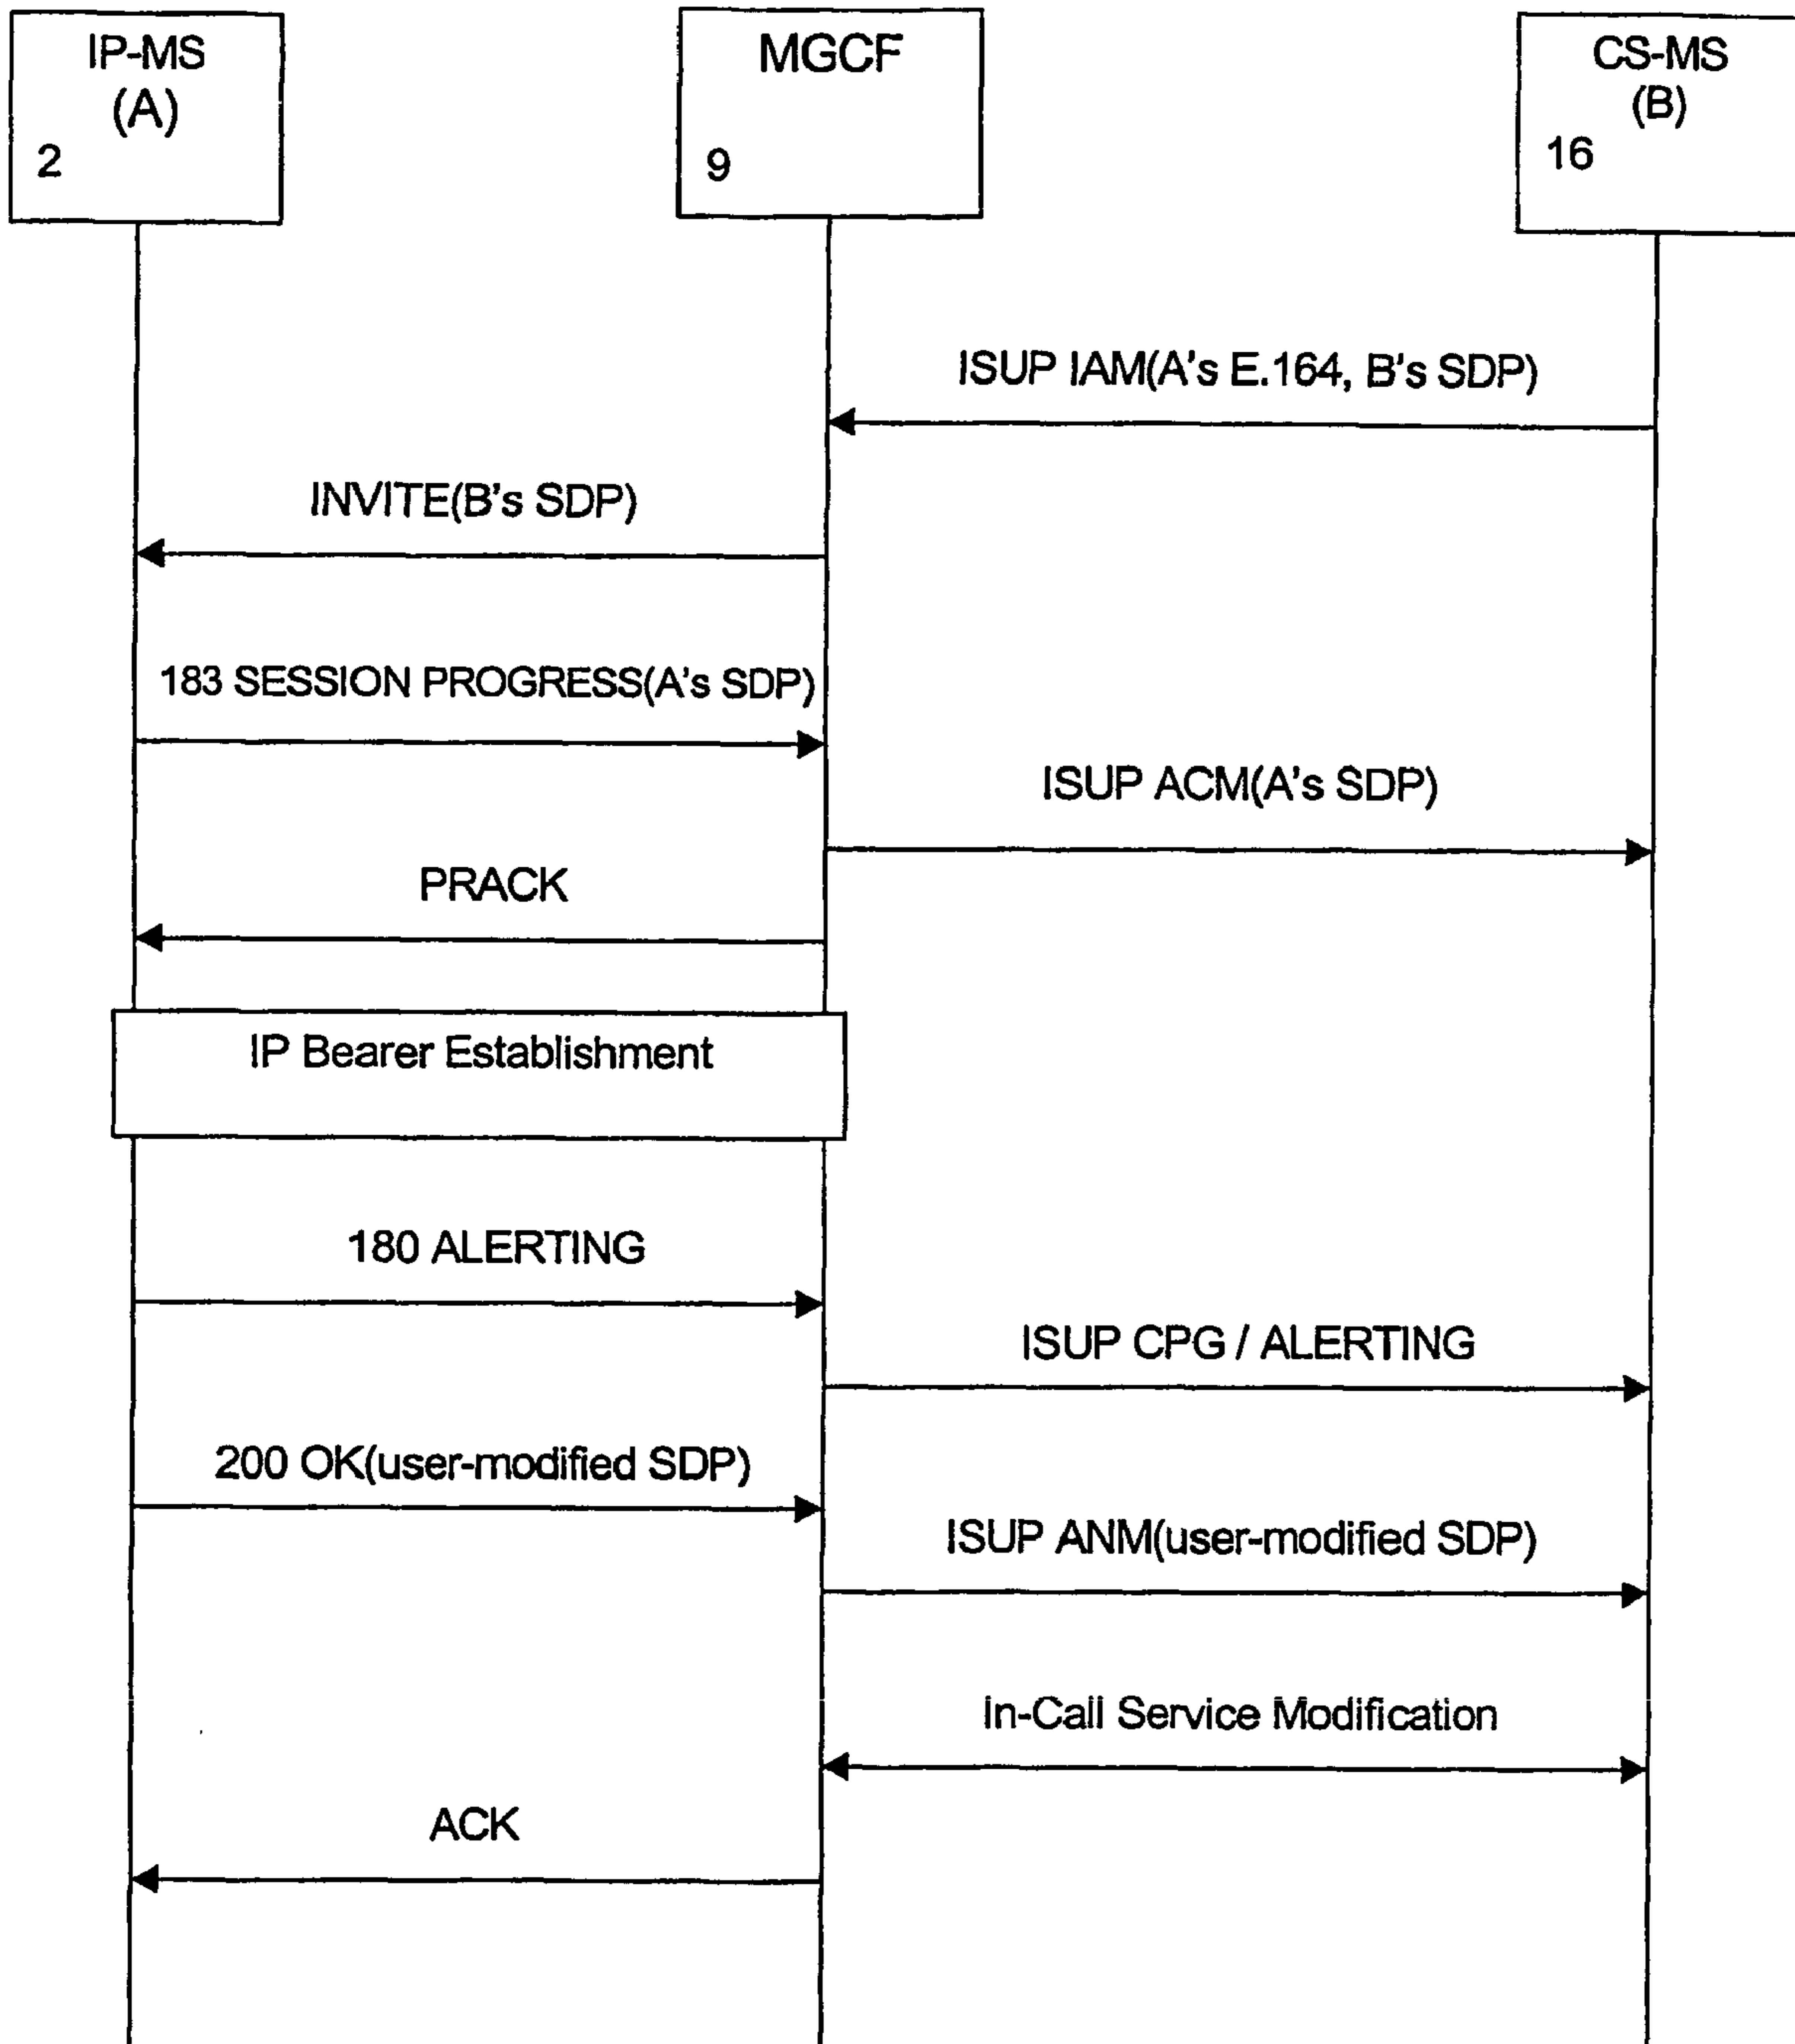 IP-MS
(A)
2
MGCF
9
CS-MS
(B)
16
ISUP IAM(A's E.164, B's SDP)
INVITE(B's SDP)
183 SESSION PROGRESS(A's SDP)
ISUP ACM(A's SDP)
PRACK
IP Bearer Establishment
180 ALERTING
ISUP CPG / ALERTING
200 OK(user-modified SDP)
ISUP ANM(user-modified SDP)
In-Call Service Modification
ACK